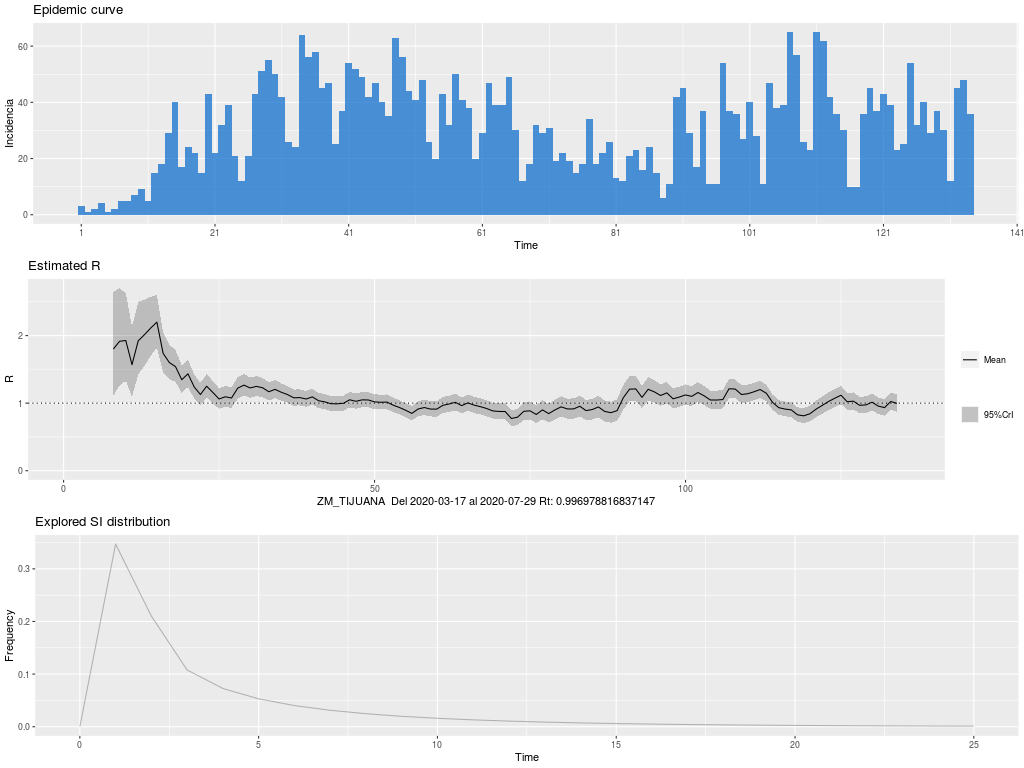 Epidemic curve
60
40
20
0
Incidencia
1 21 41 61 81 101 121 141
Time
Estimated R
2
1
0
R
0 50 100
ZM_TIJUANA Del 2020-03-17 al 2020-07-29 Rt: 0.996978816837147
Mean
95%CrI
Explored SI distribution
0.3
0.2
0.1
0.0
Frequency
0 5 10 15 20 25
Time